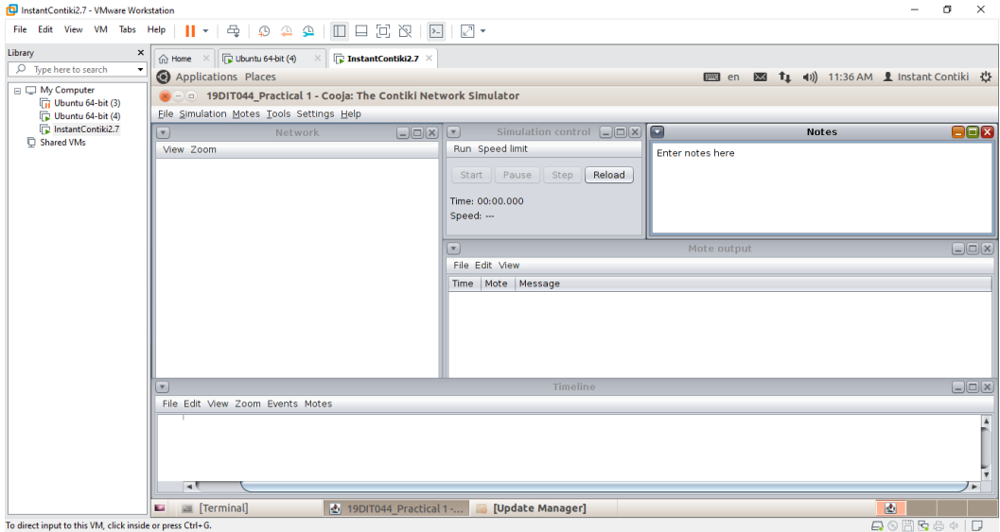 InstantContiki2.7 - VMware Workstation
File Edit View VM Tabs Help
Library
Type here to search
My Computer
Ubuntu 64-bit (3)
Ubuntu 64-bit (4)
InstantContiki2.7
Shared VMs
Home Ubuntu 64-bit (4) InstantContiki2.7
Applications Places en 11:36 AM Instant Contiki
19DIT044_Practical 1 - Cooja: The Contiki Network Simulator
File Simulation Motes Tools Settings Help
Network
View Zoom
Simulation control
Run Speed limit
Start Pause Step Reload
Time: 00:00.000
Speed: ---
Notes
Enter notes here
Mote output
File Edit View
Time Mote Message
Timeline
File Edit View Zoom Events Motes
[Terminal] 19DIT044_Practical 1 -... [Update Manager]
To direct input to this VM, click inside or press Ctrl+G.